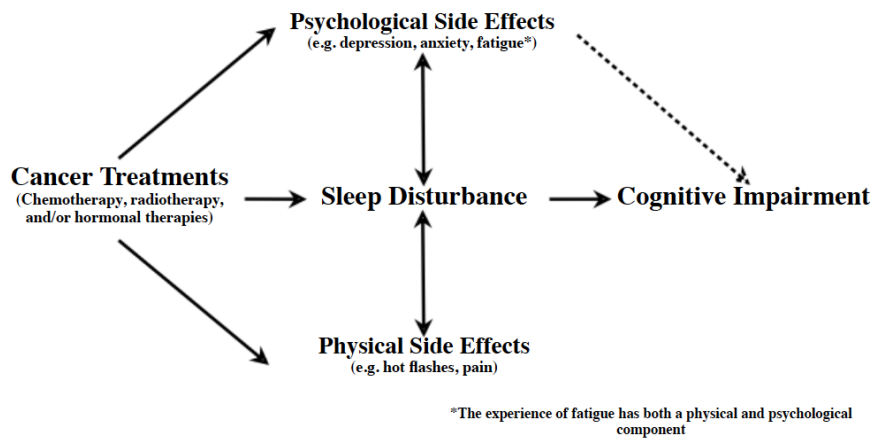 Psychological Side Effects
(e.g. depression, anxiety, fatigue*)
Cancer Treatments
(Chemotherapy, radiotherapy,
and/or hormonal therapies)
Sleep Disturbance
Cognitive Impairment
Physical Side Effects
(e.g. hot flashes, pain)
*The experience of fatigue has both a physical and psychological
component